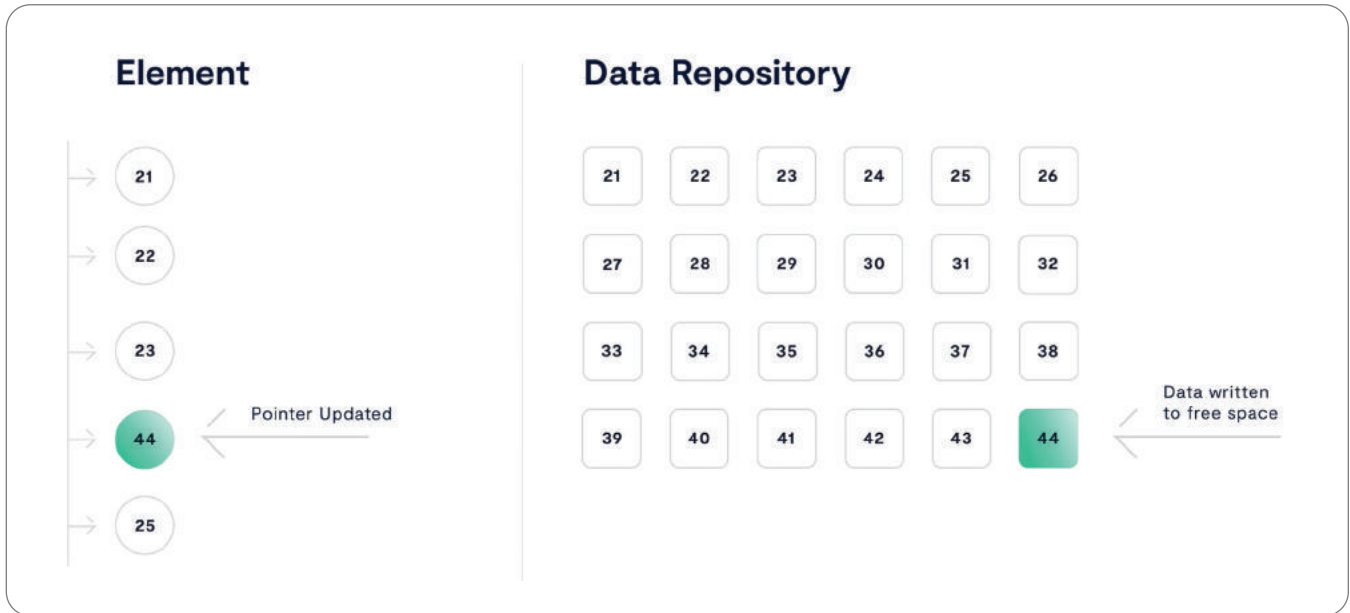 Element
Data Repository
21
22
23
44
25
Pointer Updated
21 22 23 24 25 26
27 28 29 30 31 32
33 34 35 36 37 38
39 40 41 42 43 44
Data written
to free space